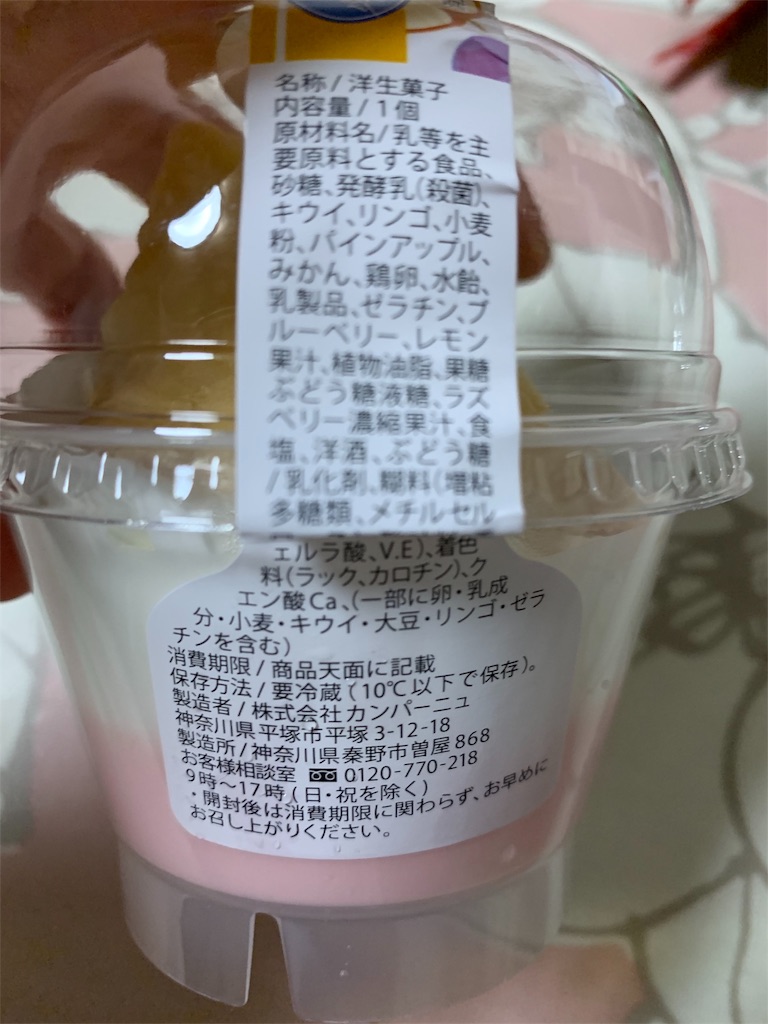 名称/洋生菓子
内容量/1個
原材料名/乳等を主
要原料とする食品、
砂糖、発酵乳(殺菌)、
キウイ、リンゴ、小麦
粉、パインアップル、
みかん、鶏卵、水飴、
乳製品、ゼラチン、ブ
ルーベリー、レモン
果汁、植物油脂、果糖
ぶどう糖液糖、ラズ
ベリー濃縮果汁、食
塩、洋酒、ぶどう糖
/乳化剤、糊料(増粘
多糖類、メチルセル
ェルラ酸、V.E)、着色
料(ラック、カロチン)、ク
エン酸Ca、(一部に卵・乳成
分・小麦・キウイ・大豆・リンゴ・ゼラ
チンを含む)
消費期限/商品天面に記載
保存方法/要冷蔵(10℃以下で保存)。
製造者/株式会社カンパーニュ
神奈川県平塚市平塚3-12-18
製造所/神奈川県秦野市曽屋868
お客様相談室 0120-770-218
9時〜17時(日・祝を除く)
・開封後は消費期限に関わらず、お早めに
お召し上がりください。